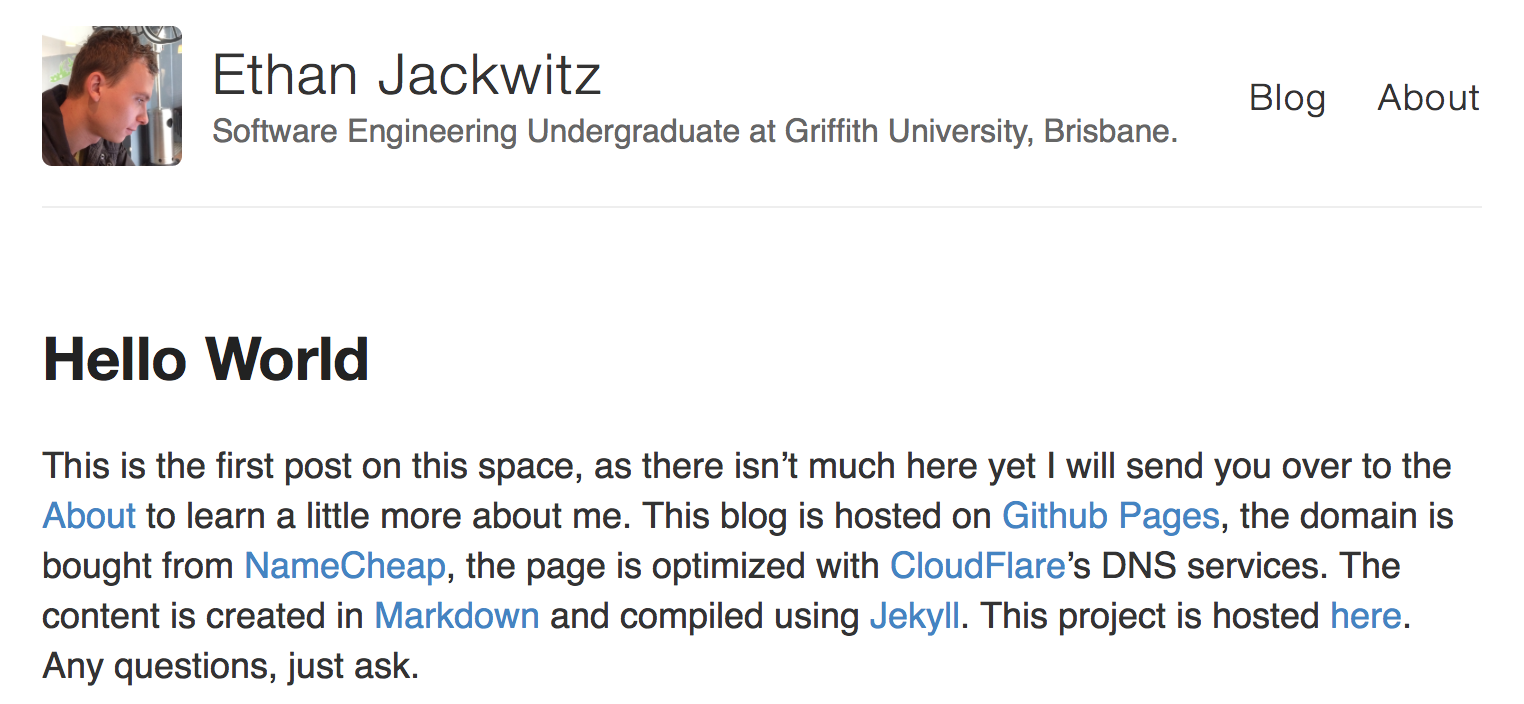 Ethan Jackwitz
Software Engineering Undergraduate at Griffith University, Brisbane.
Blog About
Hello World
This is the first post on this space, as there isn’t much here yet I will send you over to the
About to learn a little more about me. This blog is hosted on Github Pages, the domain is
bought from NameCheap, the page is optimized with CloudFlare’s DNS services. The
content is created in Markdown and compiled using Jekyll. This project is hosted here.
Any questions, just ask.